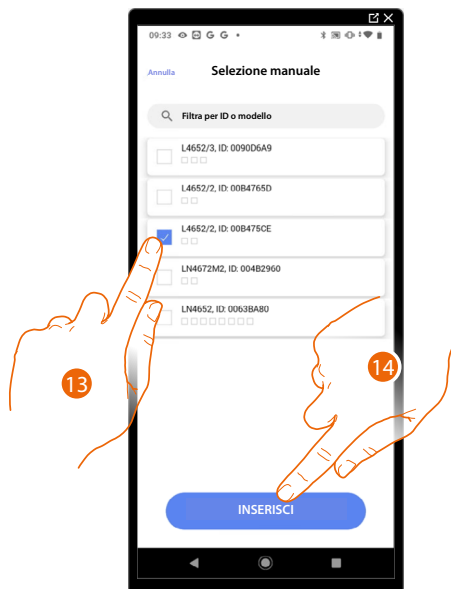 09:33 G G
Annulla Selezione manuale
Filtra per ID o modello
L4652/3, ID: 0090D6A9
L4652/2, ID: 00B4765D
L4652/2, ID: 00B475CE
LN4672M2, ID: 004B2960
LN4652, ID: 0063BA80
13
14
INSERISCI